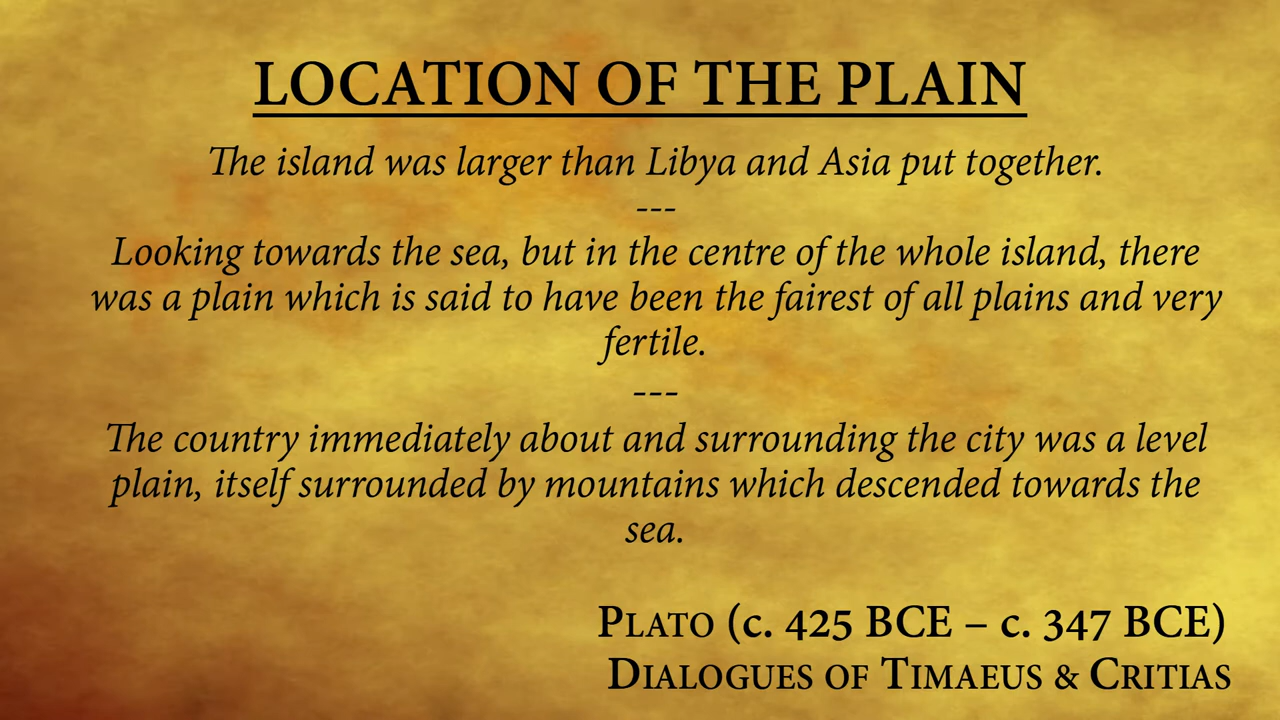 LOCATION OF THE PLAIN
The island was larger than Libya and Asia put together.
---
Looking towards the sea, but in the centre of the whole island, there
was a plain which is said to have been the fairest of all plains and very
fertile.
---
The country immediately about and surrounding the city was a level
plain, itself surrounded by mountains which descended towards the
sea.
Plato (c. 425 BCE – c. 347 BCE)
Dialogues of Timaeus & Critias